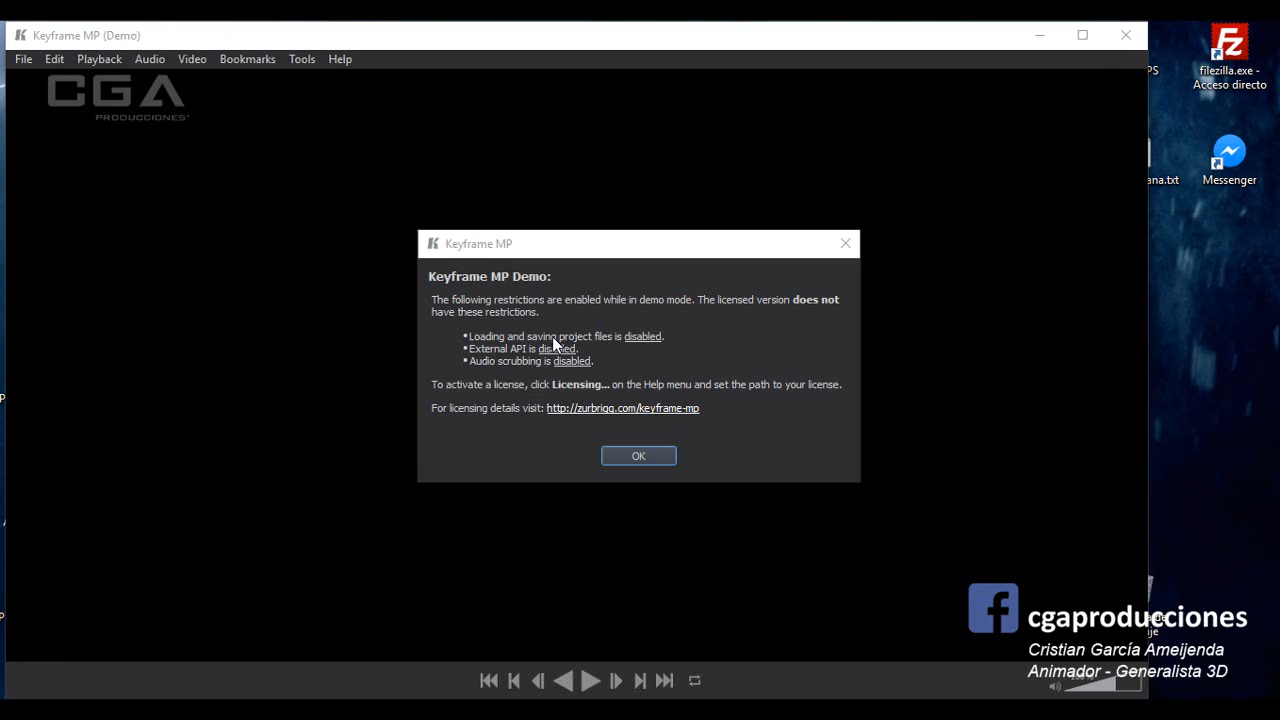 Keyframe MP (Demo)
File Edit Playback Audio Video Bookmarks Tools Help
CGA
PRODUCCIONES
filezilla.exe -
Acceso directo
PS
ana.txt
Messenger
Keyframe MP
Keyframe MP Demo:
The following restrictions are enabled while in demo mode. The licensed version does not
have these restrictions.
• Loading and saving project files is disabled.
• External API is disabled.
• Audio scrubbing is disabled.
To activate a license, click Licensing... on the Help menu and set the path to your license.
For licensing details visit: http://zurbrigg.com/keyframe-mp
OK
cgaproducciones
Cristian García Ameijenda
Animador - Generalista 3D